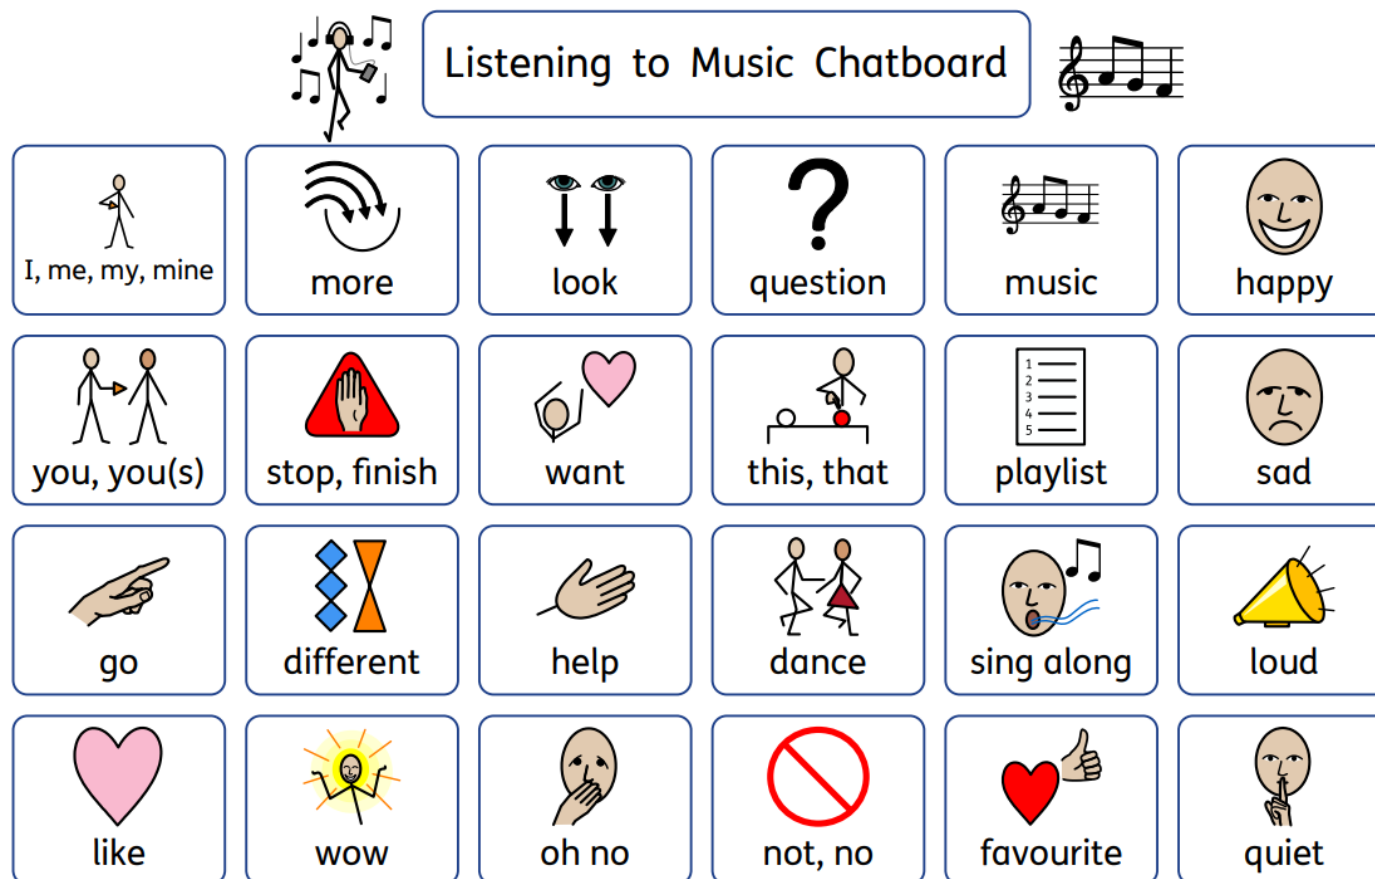 Listening to Music Chatboard
I, me, my, mine
more
look
question
music
happy
you, you(s)
stop, finish
want
this, that
1
2
3
4
5
playlist
sad
go
different
help
dance
sing along
loud
like
wow
oh no
not, no
favourite
quiet